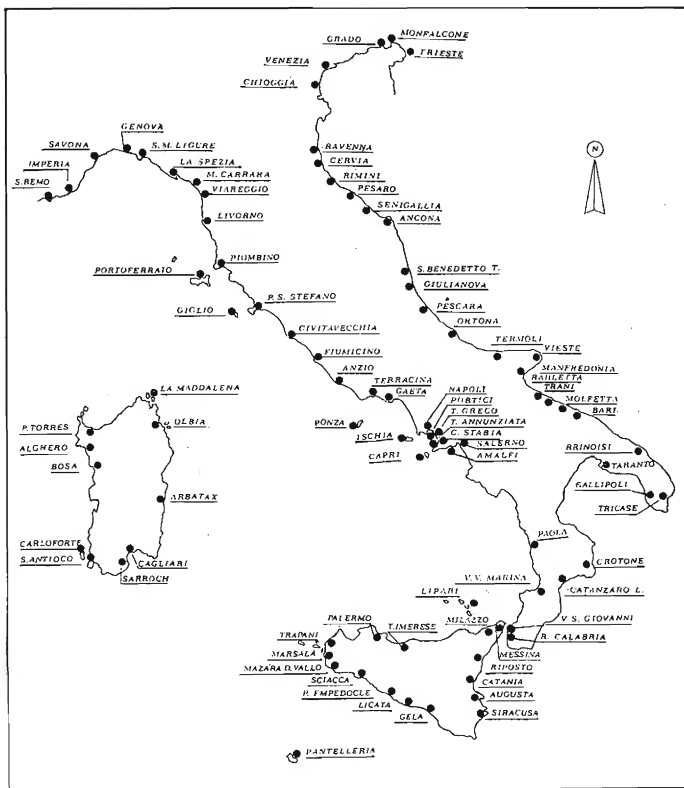 MONFALCONE
GRADO
TRIESTE
VENEZIA
CHIOGGIA
GENOVA
S.M. LIGURE
SAVONA
LA SPEZIA
IMPERIA
M. CARRARA
S.REMO
VIAREGGIO
LIVORNO
RAVENNA
CERVIA
RIMINI
PESARO
SENIGALLIA
ANCONA
N
PIOMBINO
PORTOFERRAIO
S. BENEDETTO T.
GIULIANOVA
P. S. STEFANO
GIGLIO
PESCARA
CIVITAVECCHIA
ORTONA
FIUMICINO
TERMOLI
VIESTE
ANZIO
MANFREDONIA
BARLETTA
TRANI
MOLFETTA
BARI
TERRACINA
GAETA
NAPOLI
PORTICI
T. GRECO
T. ANNUNZIATA
C. STABIA
SALERNO
AMALFI
PONZA
ISCHIA
CAPRI
LA MADDALENA
OLBIA
P. TORRES
ALGHERO
BOSA
BRINDISI
TARANTO
GALLIPOLI
TRICASE
ARBATAX
CARLOFORTE
S.ANTIOCO
CAGLIARI
SARROCH
PAOLA
CROTONE
V.V. MARINA
CATANZARO L.
LIPARI
V. S. GIOVANNI
R. CALABRIA
PALERMO
T.IMERESE
MILAZZO
MESSINA
TRAPANI
MARSALA
MAZARA D.VALLO
RIPOSTO
SCIACCA
CATANIA
P. EMPEDOCLE
AUGUSTA
LICATA
GELA
SIRACUSA
PANTELLERIA